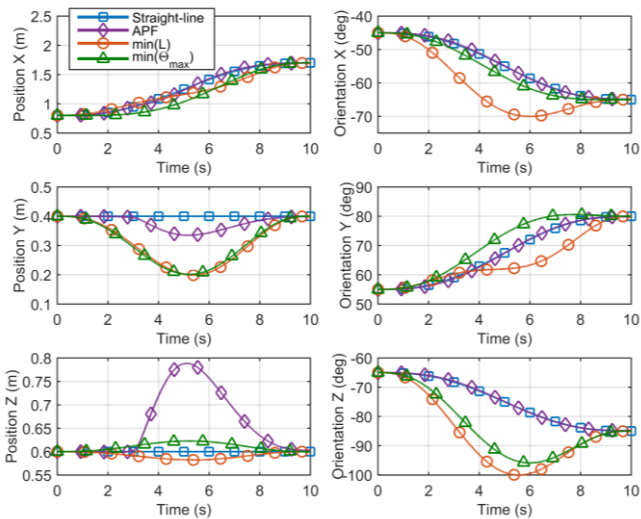 Straight-line
APF
min(L)
min(Θmax)
Position X (m)
2.5
2
1.5
1
0.5
0 2 4 6 8 10
Time (s)
Orientation X (deg)
-40
-50
-60
-70
0 2 4 6 8 10
Time (s)
Position Y (m)
0.5
0.4
0.3
0.2
0.1
0 2 4 6 8 10
Time (s)
Orientation Y (deg)
90
80
70
60
50
0 2 4 6 8 10
Time (s)
Position Z (m)
0.8
0.75
0.7
0.65
0.6
0.55
0 2 4 6 8 10
Time (s)
Orientation Z (deg)
-60
-70
-80
-90
-100
0 2 4 6 8 10
Time (s)